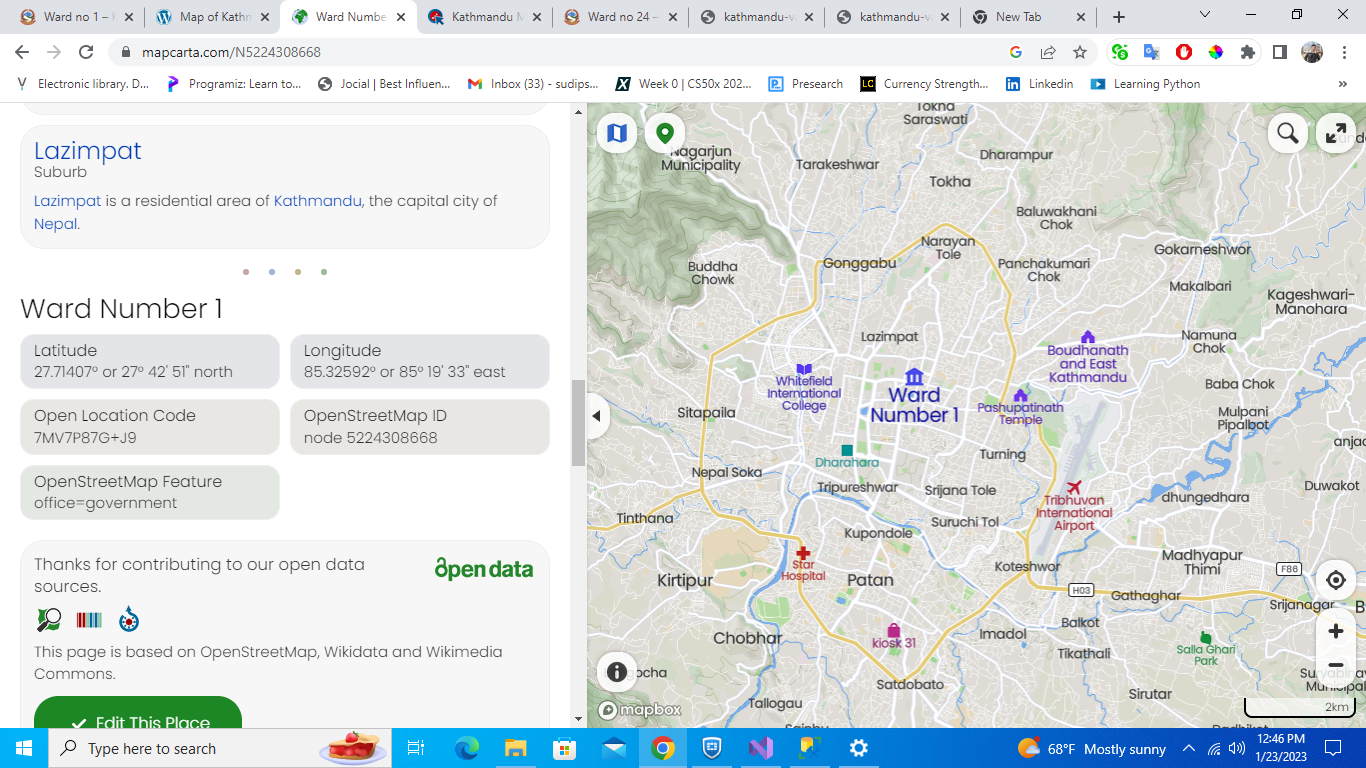 Ward no 1 –
Map of Kathm
Ward Numbe
Kathmandu M
Ward no 24 –
kathmandu-v
kathmandu-v
New Tab
mapcarta.com/N5224308668
Electronic library. D...
Programiz: Learn to...
Jocial | Best Influen...
Inbox (33) - sudips...
Week 0 | CS50x 202...
Presearch
Currency Strength...
Linkedin
Learning Python
»
Lazimpat
Suburb
Lazimpat is a residential area of Kathmandu, the capital city of
Nepal.
Ward Number 1
Latitude
27.71407° or 27° 42' 51" north
Longitude
85.32592° or 85° 19' 33" east
Open Location Code
7MV7P87G+J9
OpenStreetMap ID
node 5224308668
OpenStreetMap Feature
office=government
Thanks for contributing to our open data
sources.
open data
This page is based on OpenStreetMap, Wikidata and Wikimedia
Commons.
Edit This Place
Tokha
Saraswati
Nagarjun
Municipality
Tarakeshwar
Dharampur
Tokha
Baluwakhani
Chok
Narayan
Tole
Gokarneshwor
Gonggabu
Buddha
Chowk
Panchakumari
Chok
Makalbari
Kageshwari-
Manohara
Lazimpat
Namuna
Chok
Boudhanath
and East
Kathmandu
Whitefield
International
College
Ward
Number 1
Baba Chok
Sitapaila
Pashupatinath
Temple
Mulpani
Pipalbot
anjac
Dharahara
Turning
Nepal Soka
Tripureshwar
Srijana Tole
Duwakot
Tribhuvan
International
Airport
dhungedhara
Tinthana
Suruchi Tol
Kupondole
Star
Hospital
Koteshwor
Madhyapur
Thimi
F86
Kirtipur
Patan
H03
Gathaghar
Srijanagar
B
Balkot
Chobhar
kiosk 31
Imadol
Tikathali
Salla Ghari
Park
ocha
Satdobato
Sirutar
Tallogau
mapbox
2km
Type here to search
68°F Mostly sunny
12:46 PM
1/23/2023